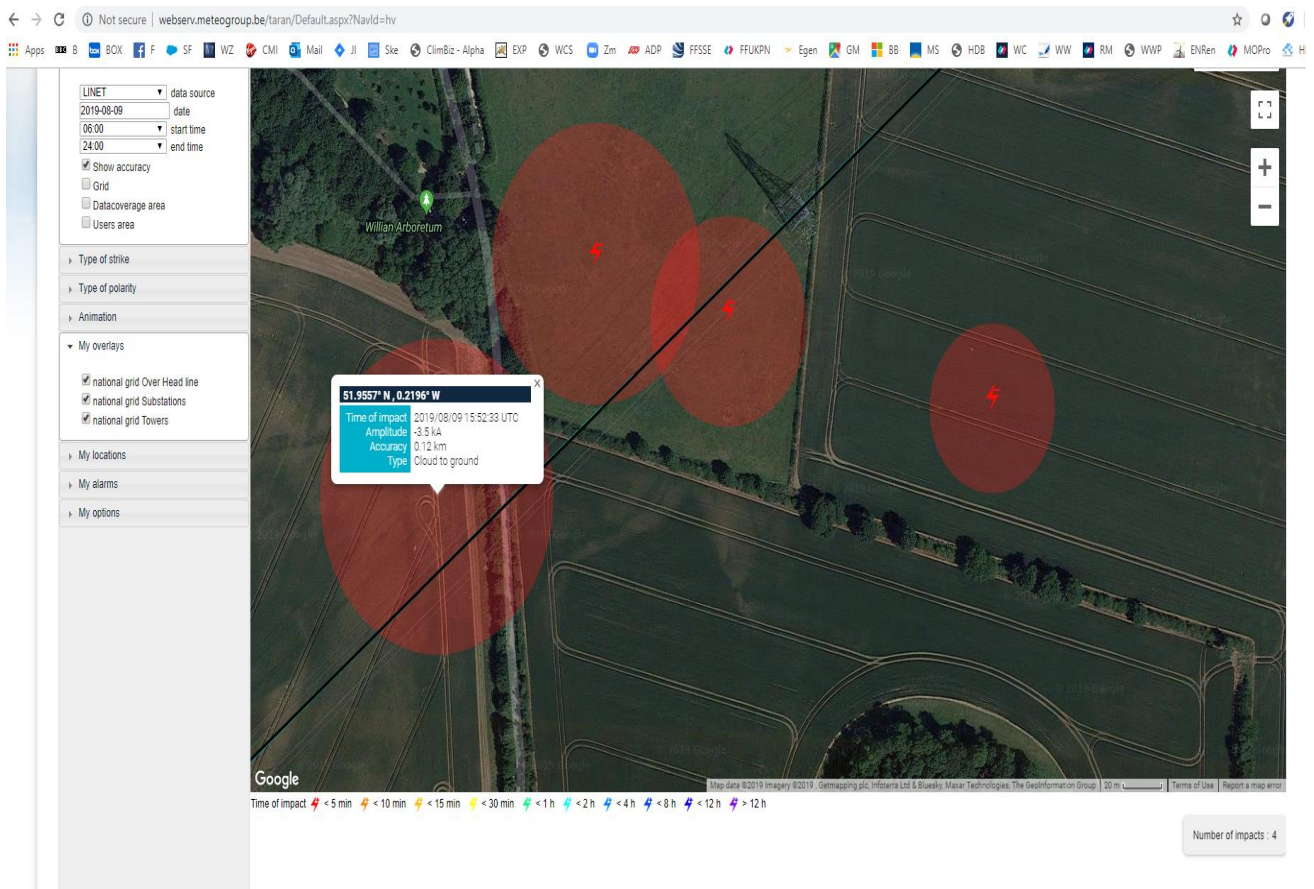 Not secure | webserv.meteogroup.be/taran/Default.aspx?NavId=hv
Apps BBC B box BOX F SF WZ CMI Mail JI Ske ClimBiz - Alpha EXP WCS Zm ADP FFSSE FFUKPN Egen GM BB MS HDB WC WW RM WWP ENRen MOPro
LINET data source
2019-08-09 date
06:00 start time
24:00 end time
Show accuracy
Grid
Datacoverage area
Users area
Type of strike
Type of polarity
Animation
My overlays
national grid Over Head line
national grid Substations
national grid Towers
My locations
My alarms
My options
Willian Arboretum
51.9557° N , 0.2196° W
X
Time of impact 2019/08/09 15:52:33 UTC
Amplitude -3.5 kA
Accuracy 0.12 km
Type Cloud to ground
+
−
© 2019 Google
Google
Map data ©2019 Imagery ©2019 , Getmapping plc, Infoterra Ltd & Bluesky, Maxar Technologies, The GeoInformation Group 20 m Terms of Use Report a map error
Time of impact < 5 min < 10 min < 15 min < 30 min < 1 h < 2 h < 4 h < 8 h < 12 h > 12 h
Number of impacts : 4